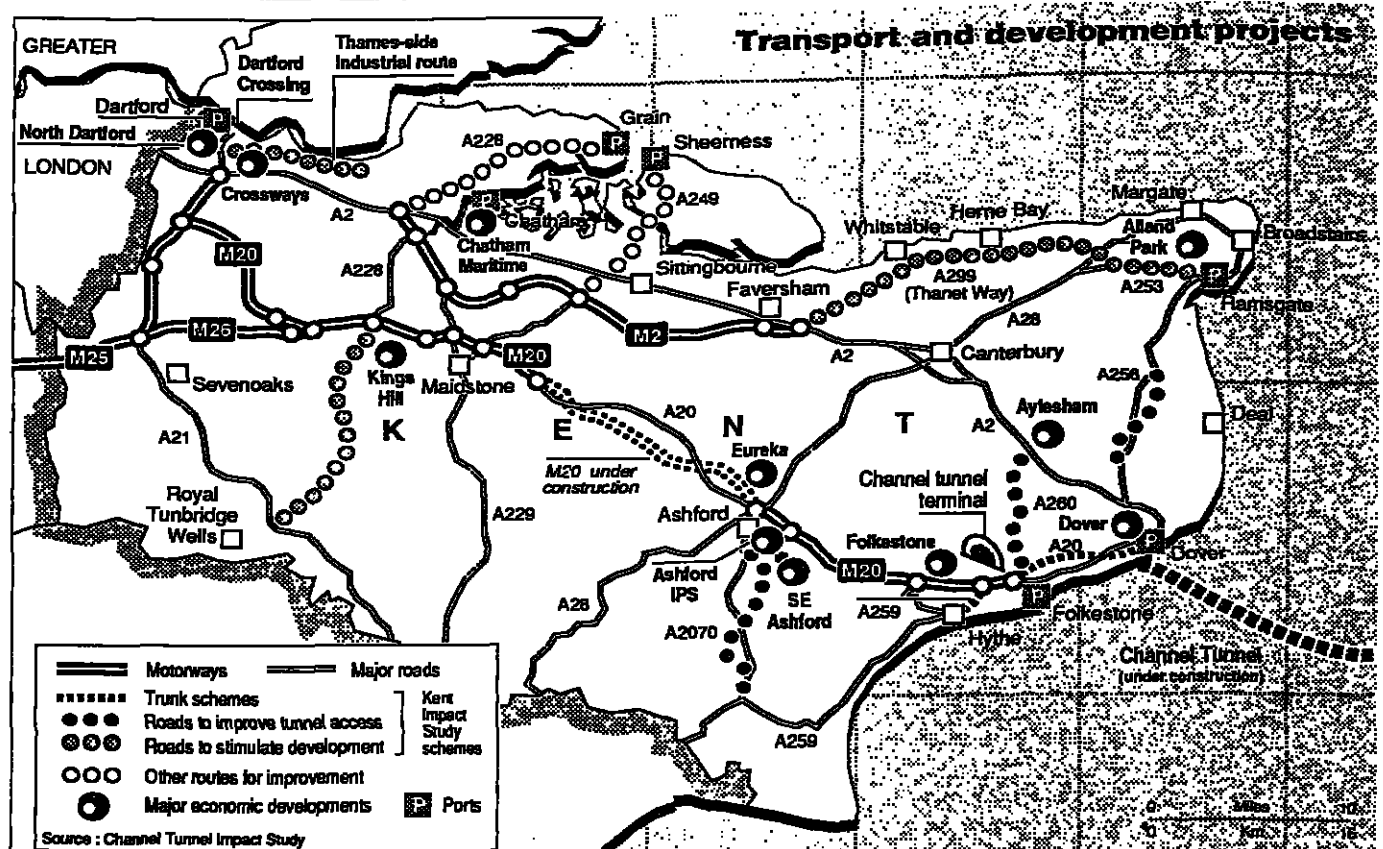 Transport and development projects
GREATER
LONDON
Thames-side
Industrial route
Dartford
Crossing
Dartford
North Dartford
Crossways
P
A2
A228
Grain
P
Sheerness
P
A249
P
Chatham
Chatham
Maritime
Sittingbourne
Whitstable
Herne Bay
Margate
Alland
Park
Broadstairs
P
Ramsgate
A299
(Thanet Way)
A253
A28
Faversham
M20
A228
M25
M26
M2
A2
Canterbury
Sevenoaks
Kings
Hill
Maidstone
M20
A256
Deal
A21
K E N T
A20
A2
Aylesham
Eureka
M20 under
construction
Channel tunnel
terminal
A260
Royal
Tunbridge
Wells
A229
Ashford
Dover
A20
P
Dover
Folkestone
M20
Ashford
IPS
SE
Ashford
A28
A2070
A259
P
Folkestone
Hythe
Channel Tunnel
(under construction)
A259
Motorways
Major roads
Trunk schemes
Roads to improve tunnel access
Roads to stimulate development
Kent
Impact
Study
schemes
Other routes for improvement
Major economic developments
P Ports
Source : Channel Tunnel Impact Study
0 Miles 10
0 Km 16